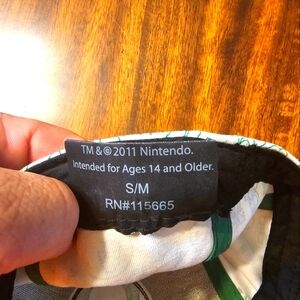 TM & © 2011 Nintendo.
Intended for Ages 14 and Older.
S/M
RN#115665